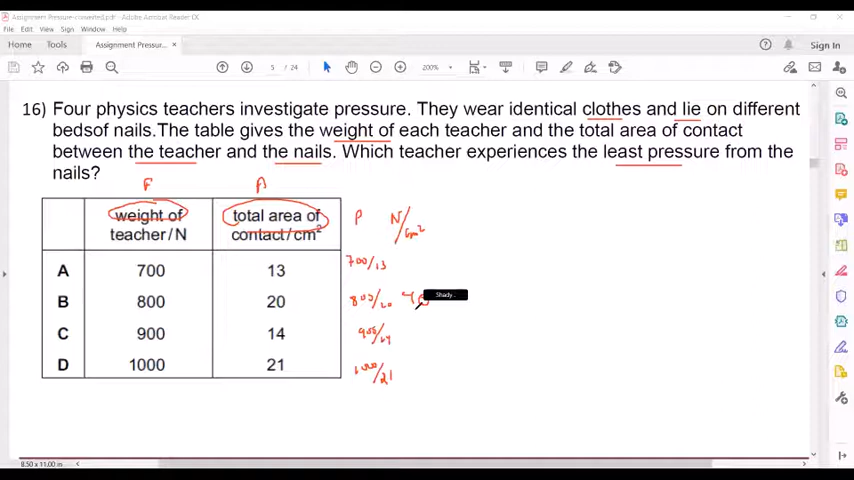 Assignment Pressure-converted.pdf - Adobe Acrobat Reader DC
File Edit View Sign Window Help
Home Tools Assignment Pressur... × Sign In
5 / 24 200%
16) Four physics teachers investigate pressure. They wear identical clothes and lie on different
bedsof nails.The table gives the weight of each teacher and the total area of contact
between the teacher and the nails. Which teacher experiences the least pressure from the
nails?
F A
weight of total area of P N/
teacher/N contact/cm² cm²
A 700 13 700/13
B 800 20 800/20 40 Shady..
C 900 14 900/14
D 1000 21 1000/21
8.50 x 11.00 in